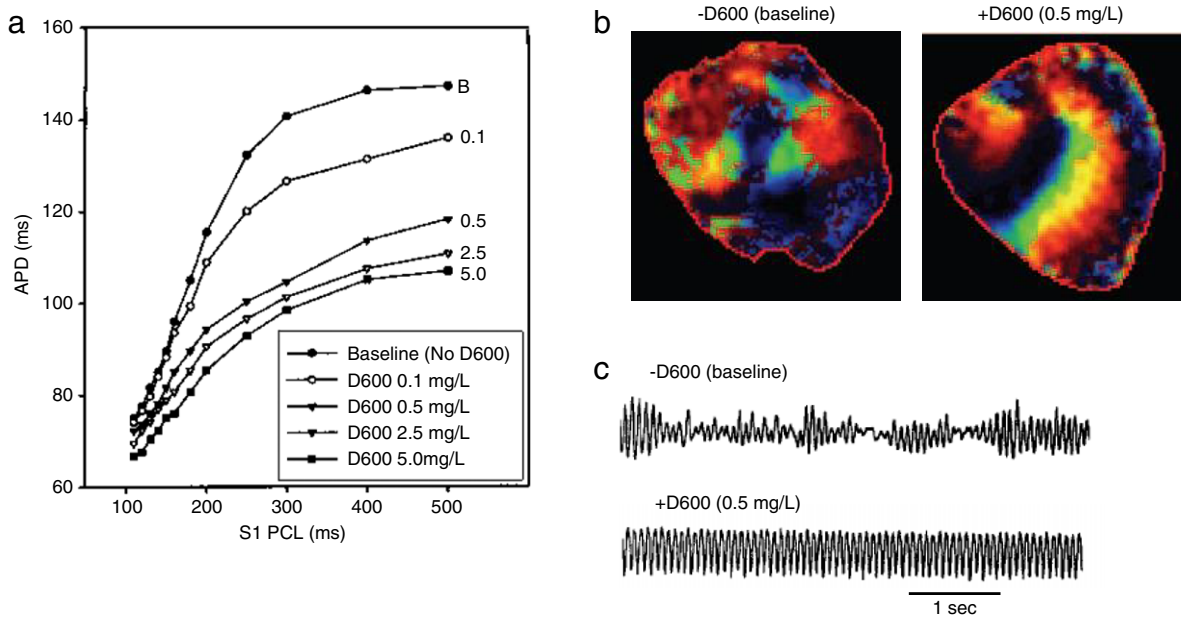 a
160
140
120
100
80
60
APD (ms)
100 200 300 400 500
S1 PCL (ms)
B
0.1
0.5
2.5
5.0
Baseline (No D600)
D600 0.1 mg/L
D600 0.5 mg/L
D600 2.5 mg/L
D600 5.0mg/L
b
-D600 (baseline)
+D600 (0.5 mg/L)
c
-D600 (baseline)
+D600 (0.5 mg/L)
1 sec